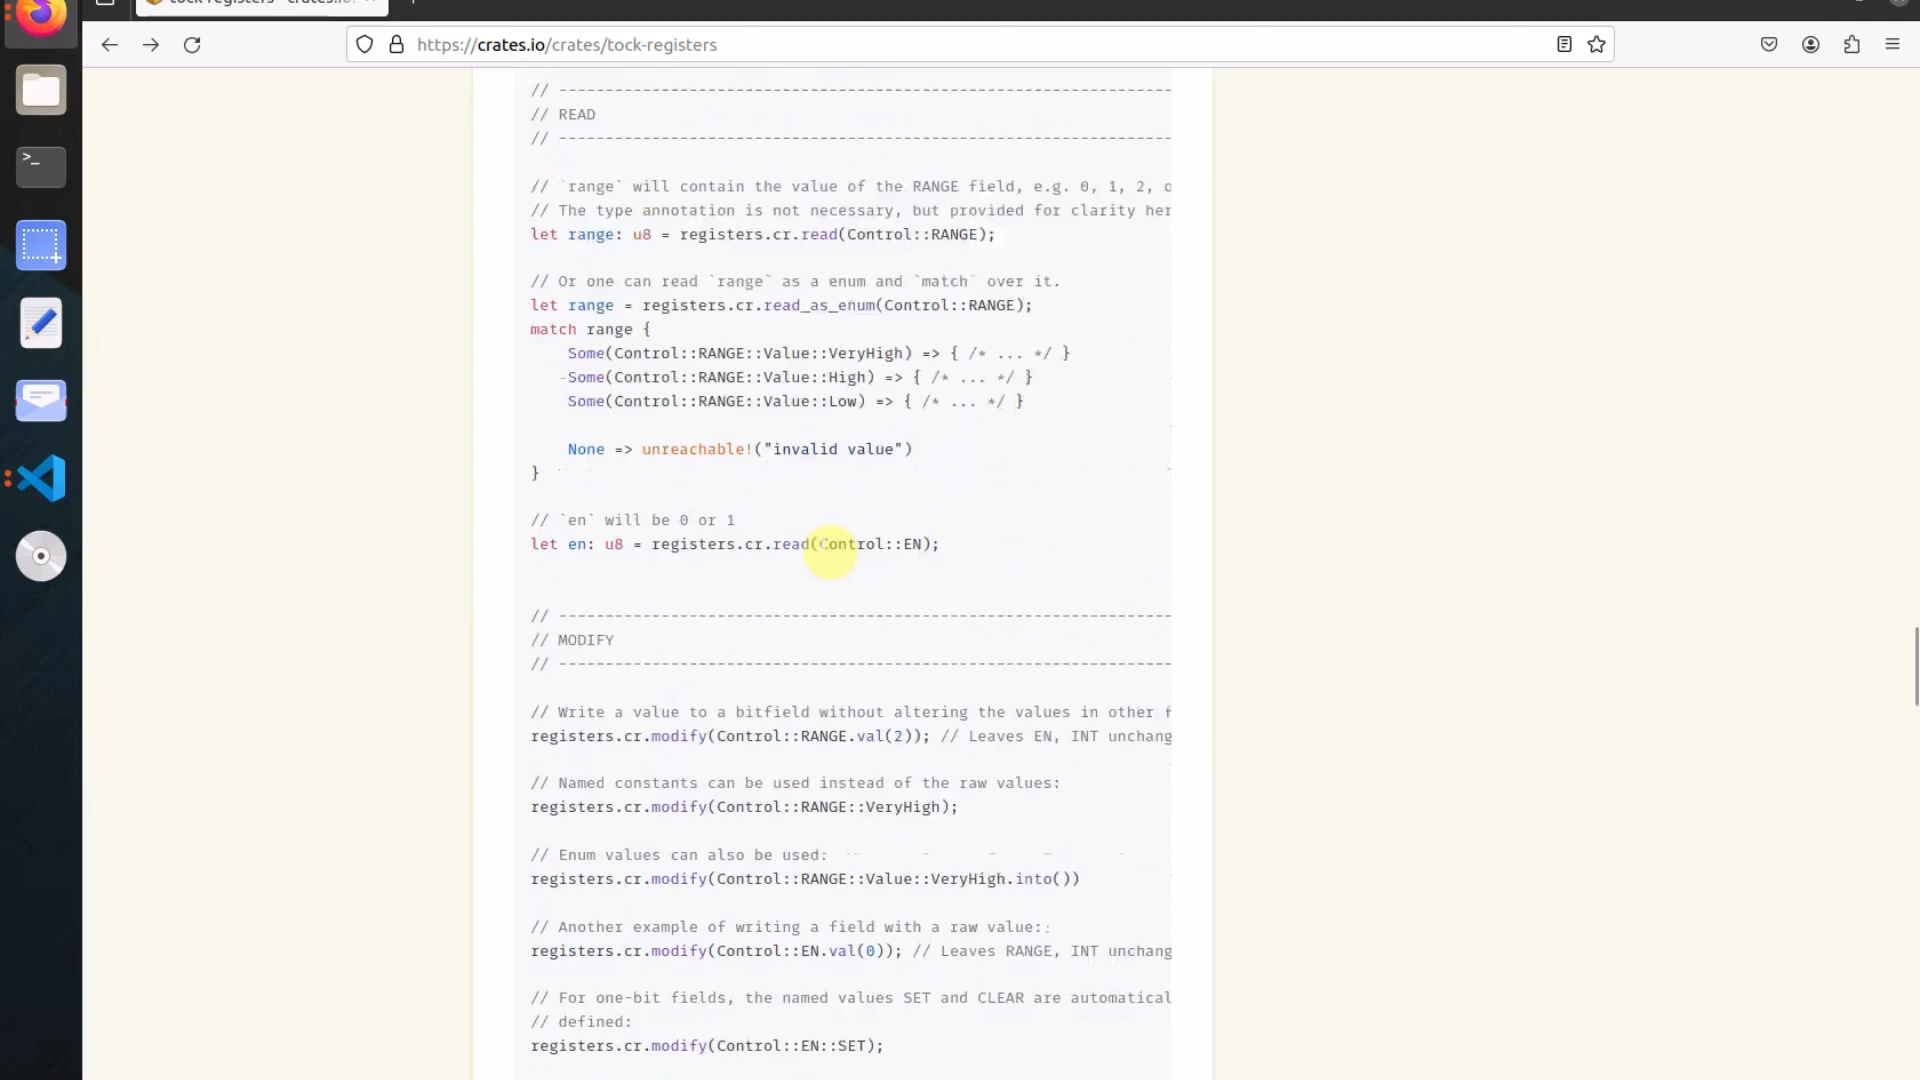 tock-registers - crates.io:
https://crates.io/crates/tock-registers
// ------------------------------------------------------------------
// READ
// ------------------------------------------------------------------
// `range` will contain the value of the RANGE field, e.g. 0, 1, 2, o
// The type annotation is not necessary, but provided for clarity her
let range: u8 = registers.cr.read(Control::RANGE);
// Or one can read `range` as a enum and `match` over it.
let range = registers.cr.read_as_enum(Control::RANGE);
match range {
    Some(Control::RANGE::Value::VeryHigh) => { /* ... */ }
    Some(Control::RANGE::Value::High) => { /* ... */ }
    Some(Control::RANGE::Value::Low) => { /* ... */ }
    None => unreachable!("invalid value")
}
// `en` will be 0 or 1
let en: u8 = registers.cr.read(Control::EN);
// ------------------------------------------------------------------
// MODIFY
// ------------------------------------------------------------------
// Write a value to a bitfield without altering the values in other f
registers.cr.modify(Control::RANGE.val(2)); // Leaves EN, INT unchang
// Named constants can be used instead of the raw values:
registers.cr.modify(Control::RANGE::VeryHigh);
// Enum values can also be used:
registers.cr.modify(Control::RANGE::Value::VeryHigh.into())
// Another example of writing a field with a raw value:
registers.cr.modify(Control::EN.val(0)); // Leaves RANGE, INT unchang
// For one-bit fields, the named values SET and CLEAR are automatical
// defined:
registers.cr.modify(Control::EN::SET);